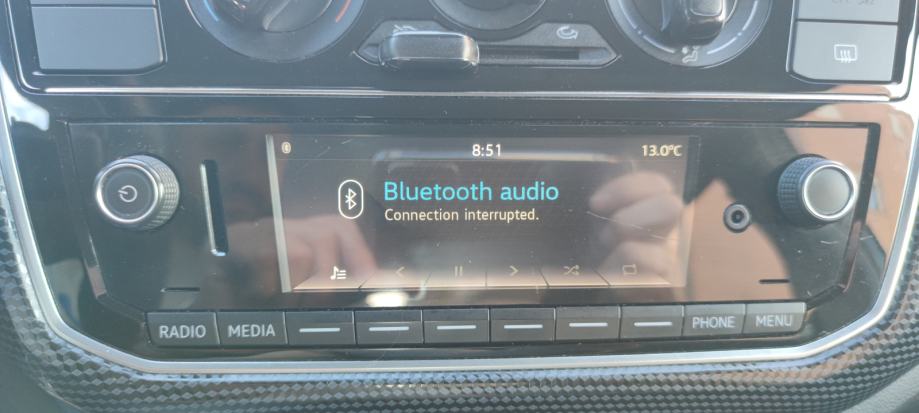 8:51
13.0°C
Bluetooth audio
Connection interrupted.
RADIO
MEDIA
PHONE
MENU